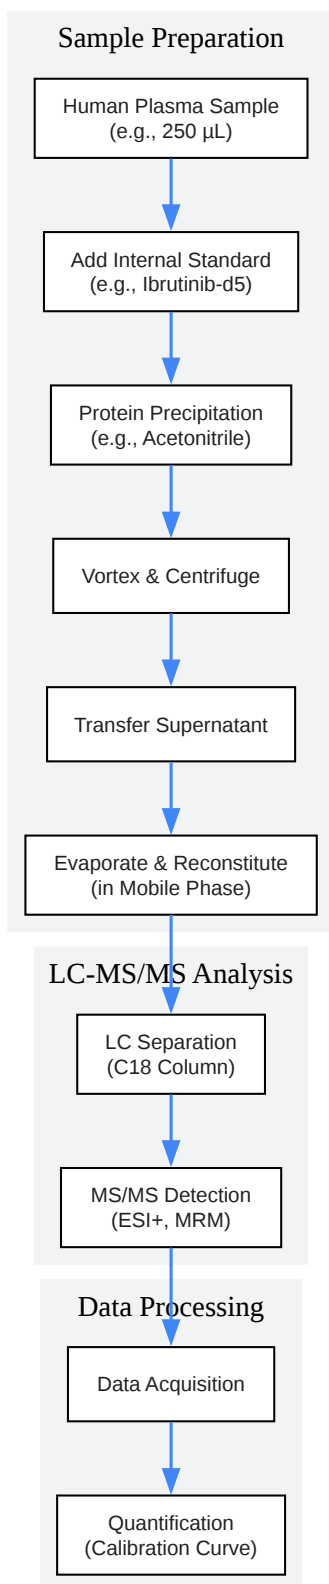 Sample Preparation
Human Plasma Sample
(e.g., 250 µL)
Add Internal Standard
(e.g., Ibrutinib-d5)
Protein Precipitation
(e.g., Acetonitrile)
Vortex & Centrifuge
Transfer Supernatant
Evaporate & Reconstitute
(in Mobile Phase)
LC-MS/MS Analysis
LC Separation
(C18 Column)
MS/MS Detection
(ESI+, MRM)
Data Processing
Data Acquisition
Quantification
(Calibration Curve)